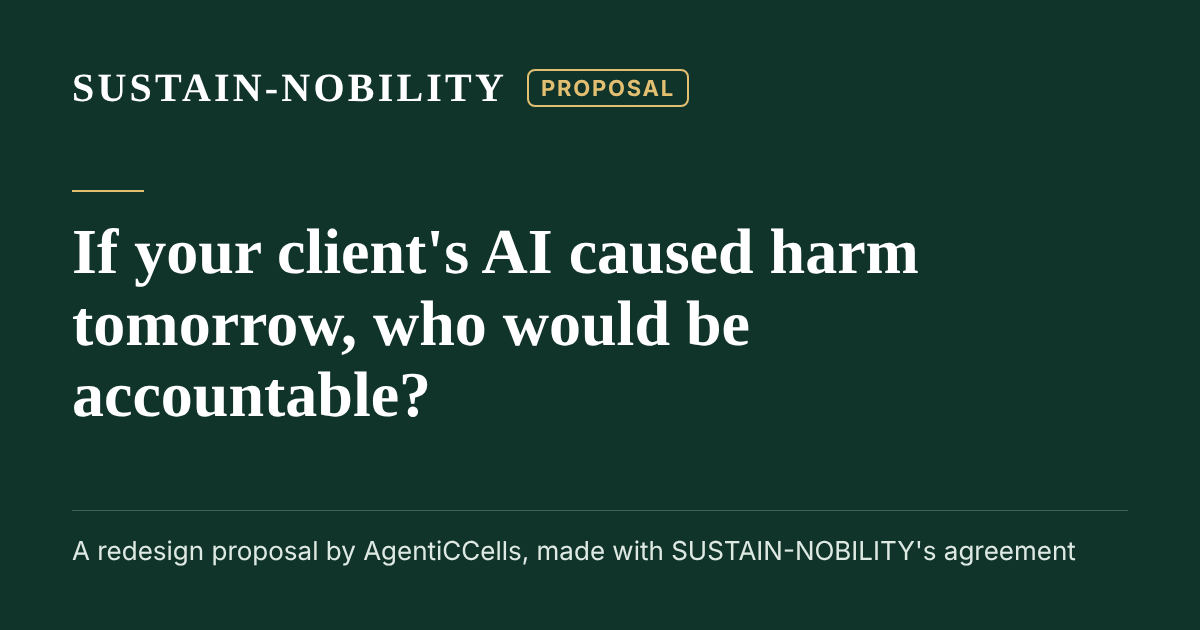 SUSTAIN-NOBILITY PROPOSAL
If your client's AI caused harm
tomorrow, who would be
accountable?
A redesign proposal by AgentiCCells, made with SUSTAIN-NOBILITY's agreement